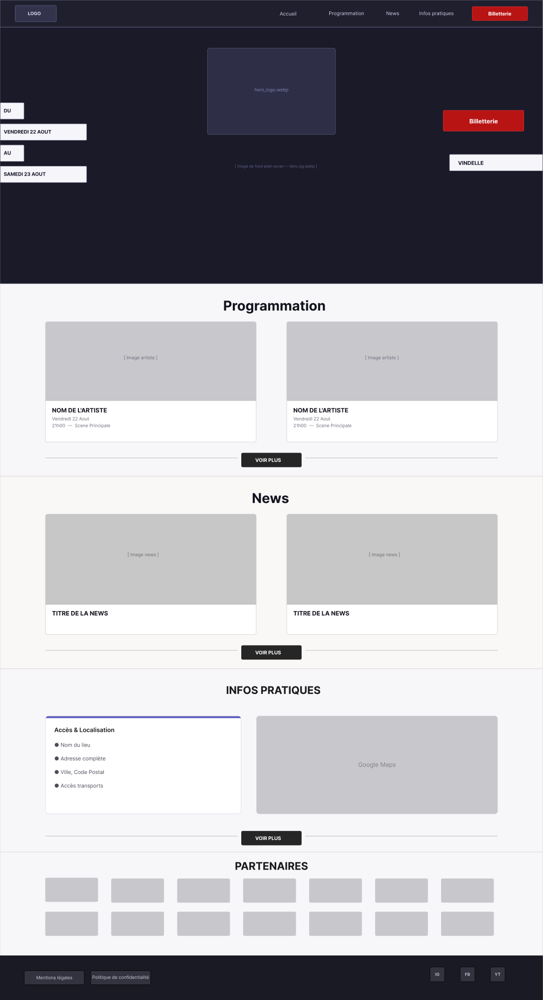 LOGO
Accueil
Programmation
News
Infos pratiques
Billetterie
hero_logo.webp
DU
VENDREDI 22 AOUT
AU
SAMEDI 23 AOUT
Billetterie
VINDELLE
[ Image de fond plein ecran — hero_bg.webp ]
Programmation
[ Image artiste ]
NOM DE L'ARTISTE
Vendredi 22 Aout
21h00 — Scene Principale
[ Image artiste ]
NOM DE L'ARTISTE
Vendredi 22 Aout
21h00 — Scene Principale
VOIR PLUS
News
[ Image news ]
TITRE DE LA NEWS
[ Image news ]
TITRE DE LA NEWS
VOIR PLUS
INFOS PRATIQUES
Accès & Localisation
● Nom du lieu
● Adresse complète
● Ville, Code Postal
● Accès transports
Google Maps
VOIR PLUS
PARTENAIRES
Mentions légales
Politique de confidentialité
IG
FB
YT